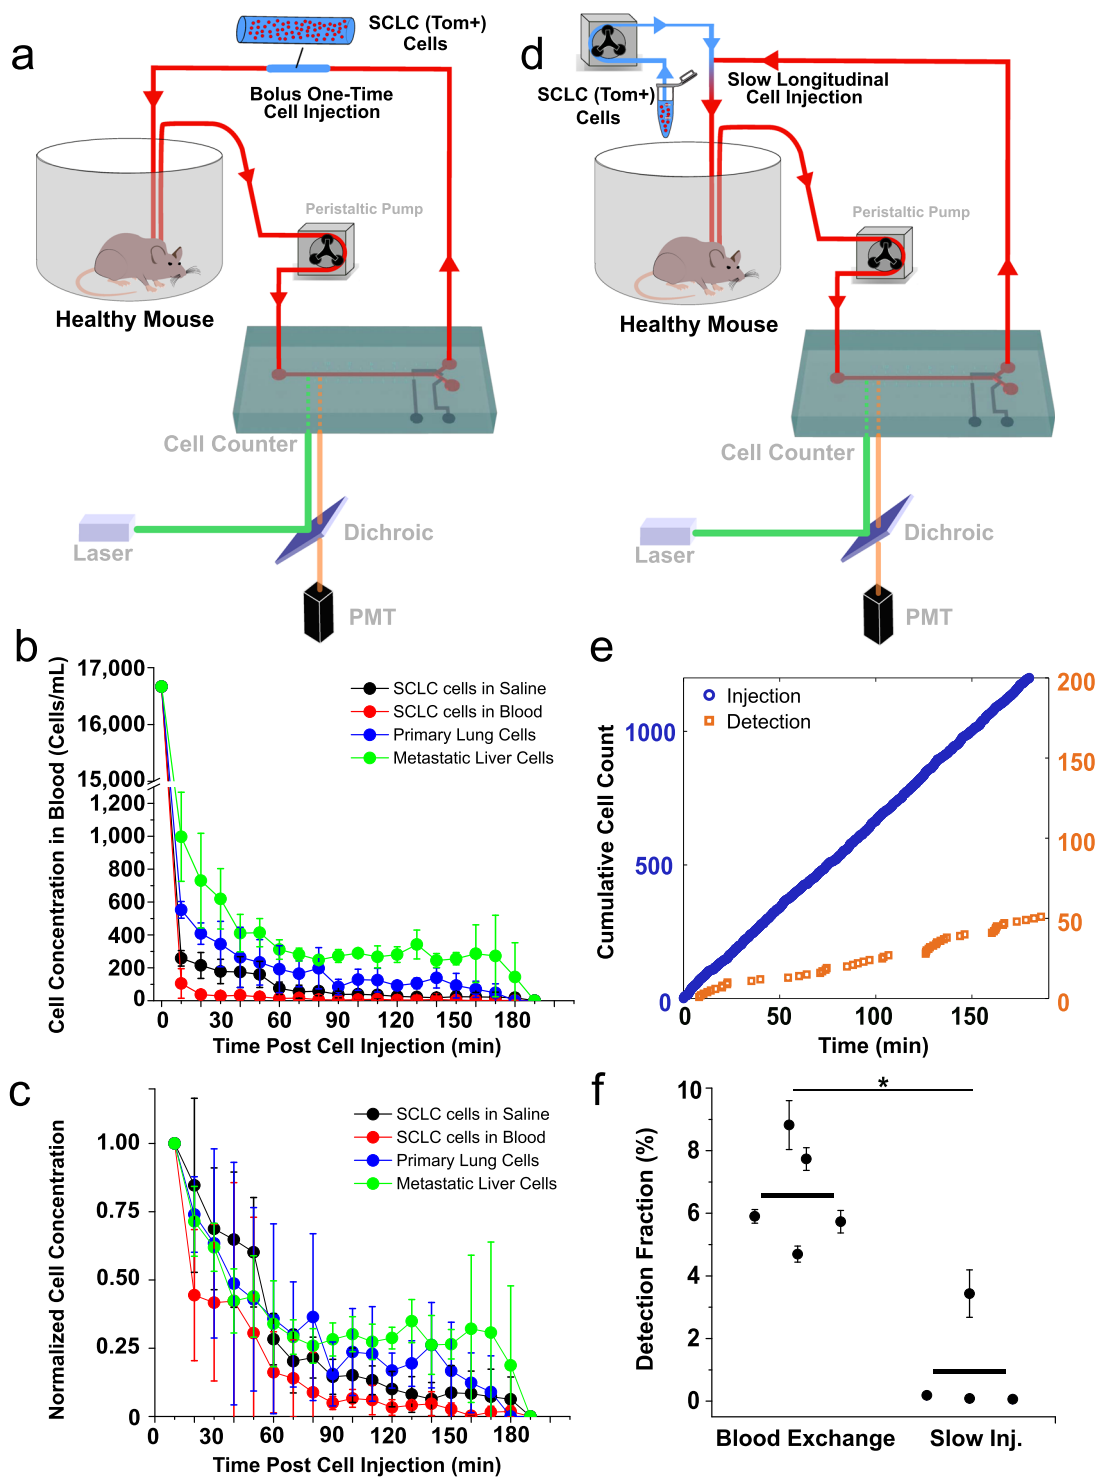 a
SCLC (Tom+)
Cells
Bolus One-Time
Cell Injection
Peristaltic Pump
Healthy Mouse
Cell Counter
Laser
Dichroic
PMT
d
SCLC (Tom+)
Cells
Slow Longitudinal
Cell Injection
Peristaltic Pump
Healthy Mouse
Cell Counter
Laser
Dichroic
PMT
b
Cell Concentration in Blood (Cells/mL)
17,000
16,000
15,000
1,200
1,000
800
600
400
200
0
SCLC cells in Saline
SCLC cells in Blood
Primary Lung Cells
Metastatic Liver Cells
0 30 60 90 120 150 180
Time Post Cell Injection (min)
e
Cumulative Cell Count
1000
500
0
Injection
Detection
200
150
100
50
0
0 50 100 150
Time (min)
c
Normalized Cell Concentration
1.00
0.75
0.50
0.25
0
SCLC cells in Saline
SCLC cells in Blood
Primary Lung Cells
Metastatic Liver Cells
0 30 60 90 120 150 180
Time Post Cell Injection (min)
f
Detection Fraction (%)
10
8
6
4
2
0
*
Blood Exchange Slow Inj.